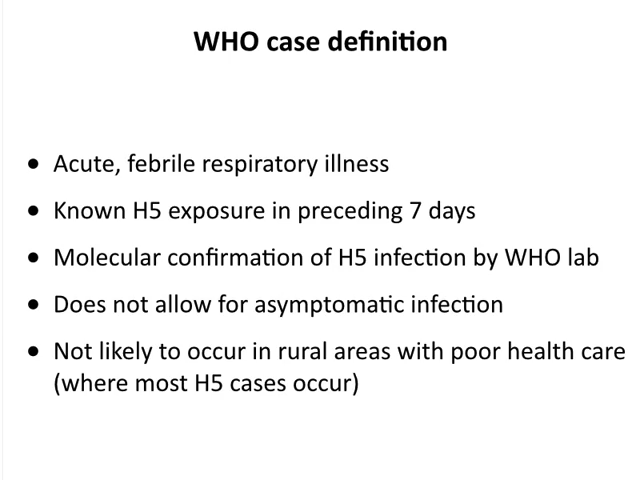 WHO case definition
• Acute, febrile respiratory illness
• Known H5 exposure in preceding 7 days
• Molecular confirmation of H5 infection by WHO lab
• Does not allow for asymptomatic infection
• Not likely to occur in rural areas with poor health care
(where most H5 cases occur)